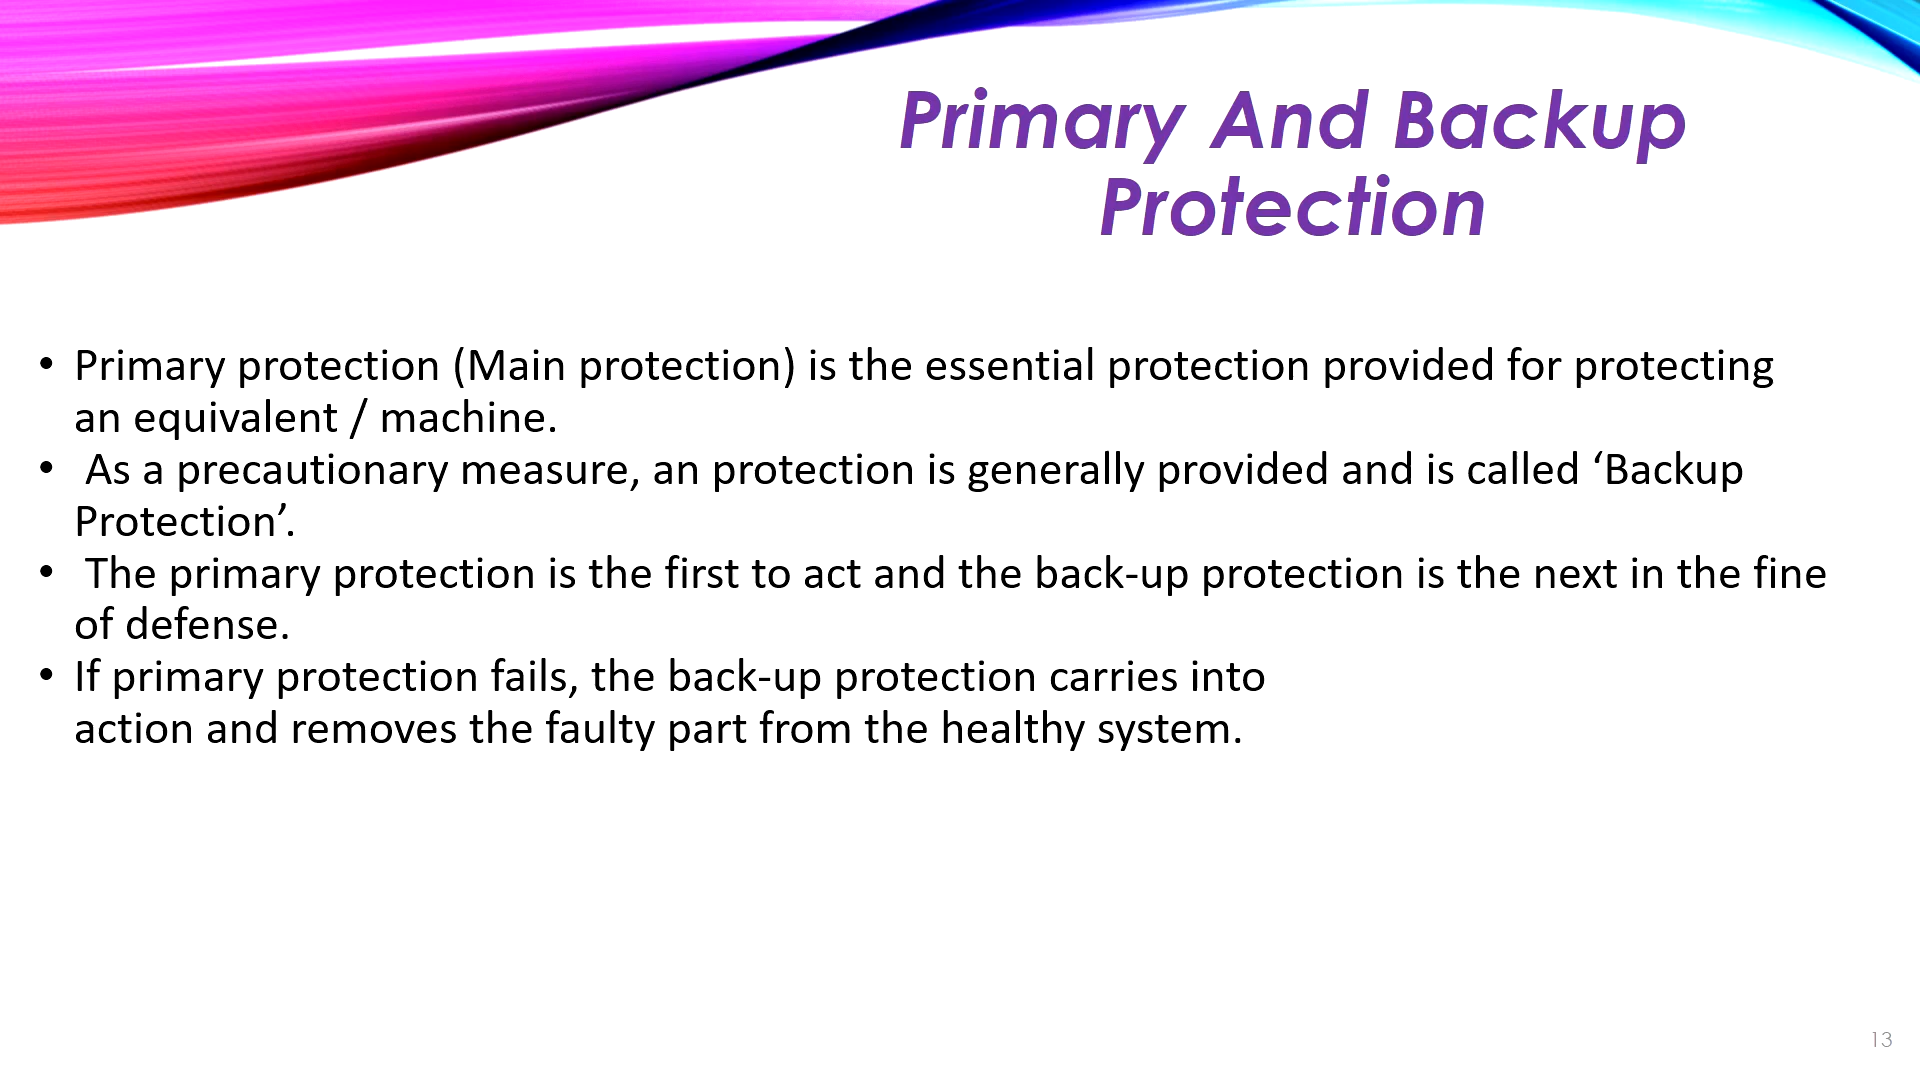 Primary And Backup
Protection
• Primary protection (Main protection) is the essential protection provided for protecting
an equivalent / machine.
• As a precautionary measure, an protection is generally provided and is called ‘Backup
Protection’.
• The primary protection is the first to act and the back-up protection is the next in the fine
of defense.
• If primary protection fails, the back-up protection carries into
action and removes the faulty part from the healthy system.
13